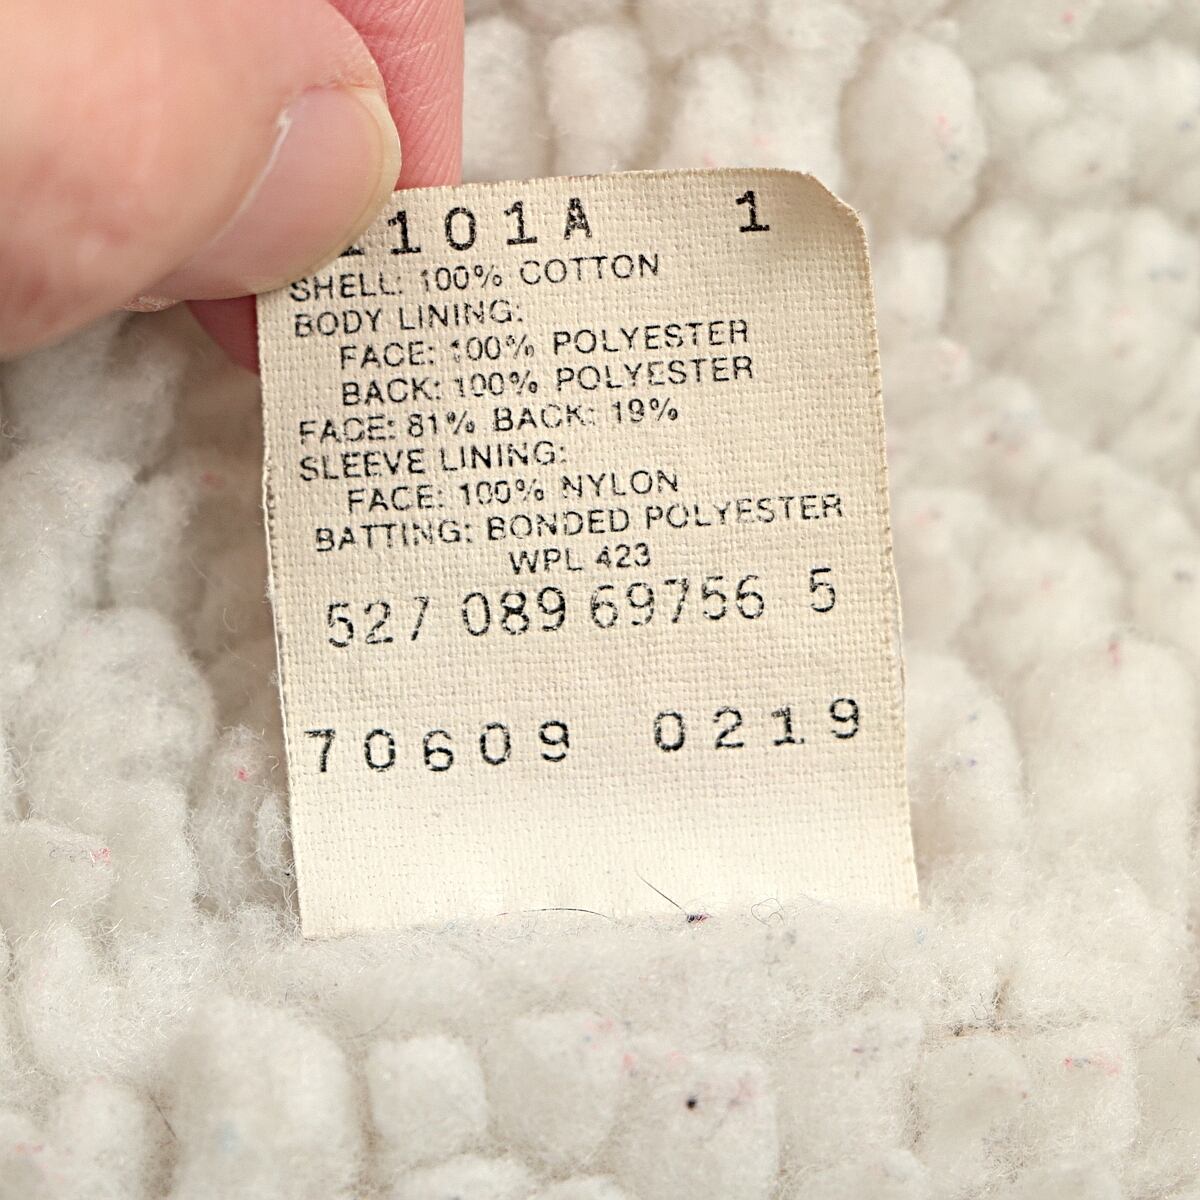 1101A 1
SHELL: 100% COTTON
BODY LINING:
FACE: 100% POLYESTER
BACK: 100% POLYESTER
FACE: 81% BACK: 19%
SLEEVE LINING:
FACE: 100% NYLON
BATTING: BONDED POLYESTER
WPL 423
527 089 69756 5
70609 0219